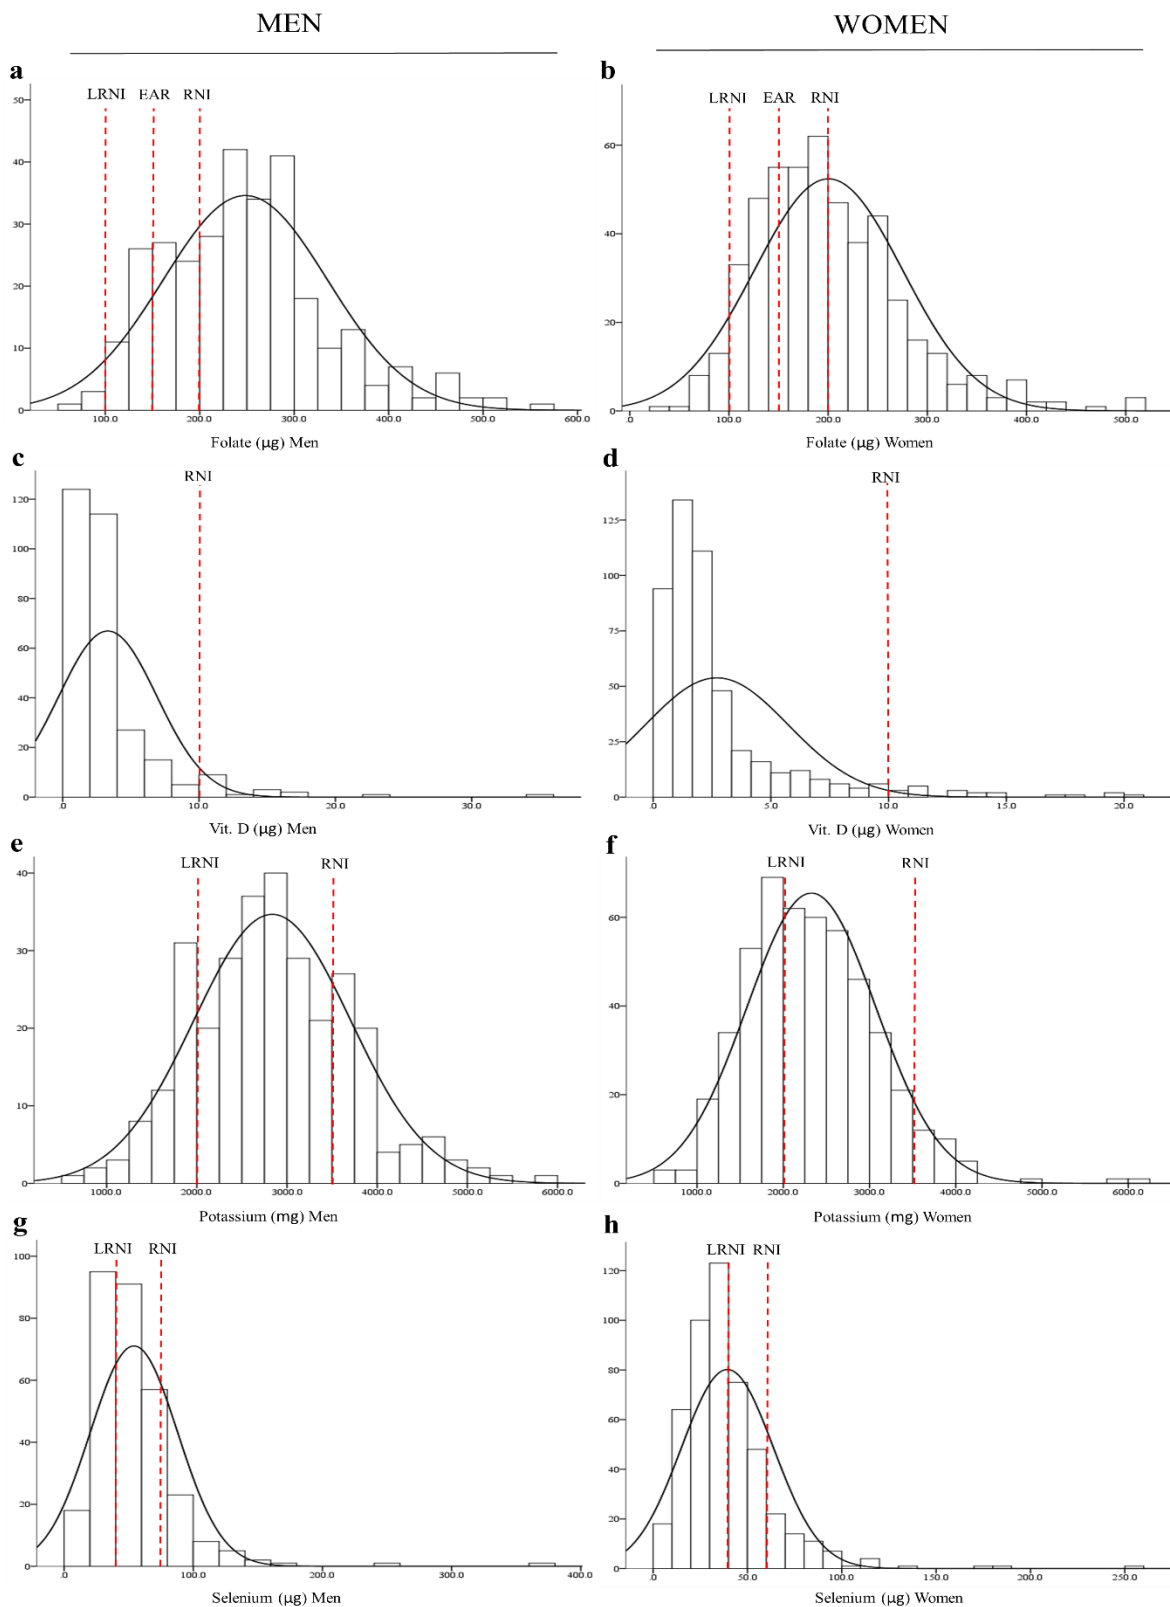 MEN WOMEN
a b
LRNI EAR RNI LRNI EAR RNI
50
60
40
40
30
20
20
10
0 0
100.0 200.0 300.0 400.0 500.0 600.0 .0 100.0 200.0 300.0 400.0 500.0
Folate (µg) Men Folate (µg) Women
c d
RNI RNI
120
125
100
100
80
75
60
50
40
25
20
0 0
.0 10.0 20.0 30.0 .0 5.0 10.0 15.0 20.0
Vit. D (µg) Men Vit. D (µg) Women
e f
LRNI RNI LRNI RNI
40
60
30
40
20
20
10
0 0
1000.0 2000.0 3000.0 4000.0 5000.0 6000.0 1000.0 2000.0 3000.0 4000.0 5000.0 6000.0
Potassium (mg) Men Potassium (mg) Women
g h
LRNI RNI LRNI RNI
100
120
80
100
60
80
60
40
40
20
20
0 0
.0 100.0 200.0 300.0 400.0 .0 50.0 100.0 150.0 200.0 250.0
Selenium (µg) Men Selenium (µg) Women